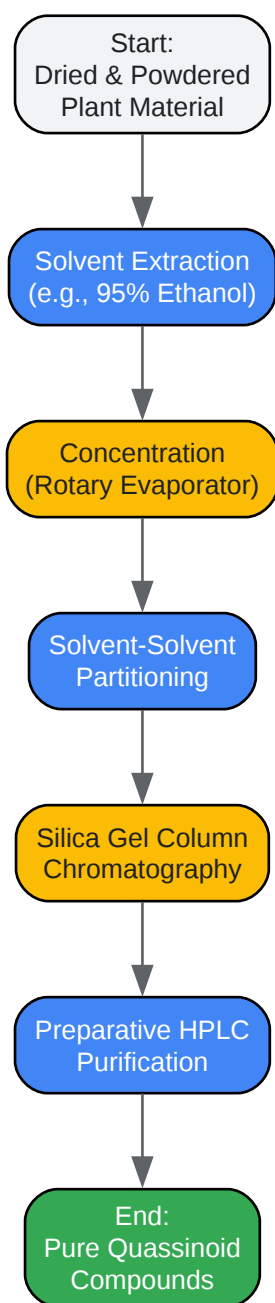 Start:
Dried & Powdered
Plant Material
Solvent Extraction
(e.g., 95% Ethanol)
Concentration
(Rotary Evaporator)
Solvent-Solvent
Partitioning
Silica Gel Column
Chromatography
Preparative HPLC
Purification
End:
Pure Quassinoid
Compounds